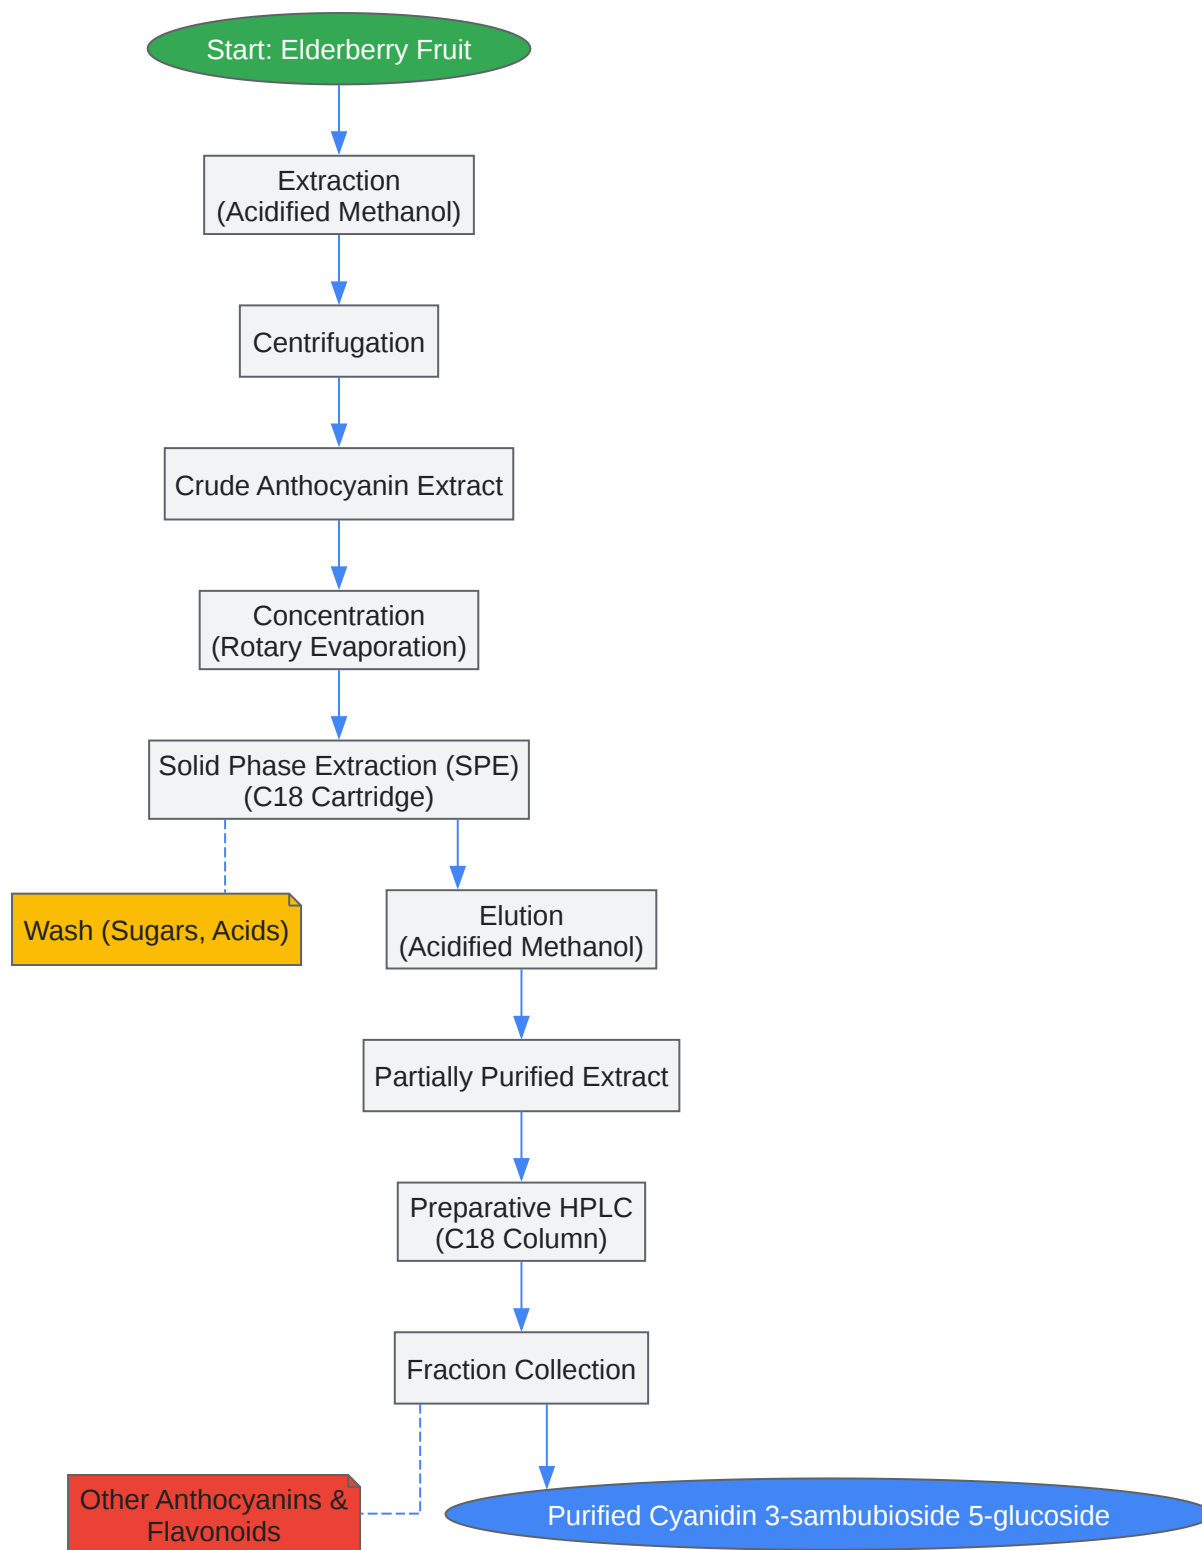 Start: Elderberry Fruit
Extraction
(Acidified Methanol)
Centrifugation
Crude Anthocyanin Extract
Concentration
(Rotary Evaporation)
Solid Phase Extraction (SPE)
(C18 Cartridge)
Wash (Sugars, Acids)
Elution
(Acidified Methanol)
Partially Purified Extract
Preparative HPLC
(C18 Column)
Fraction Collection
Other Anthocyanins &
Flavonoids
Purified Cyanidin 3-sambubioside 5-glucoside